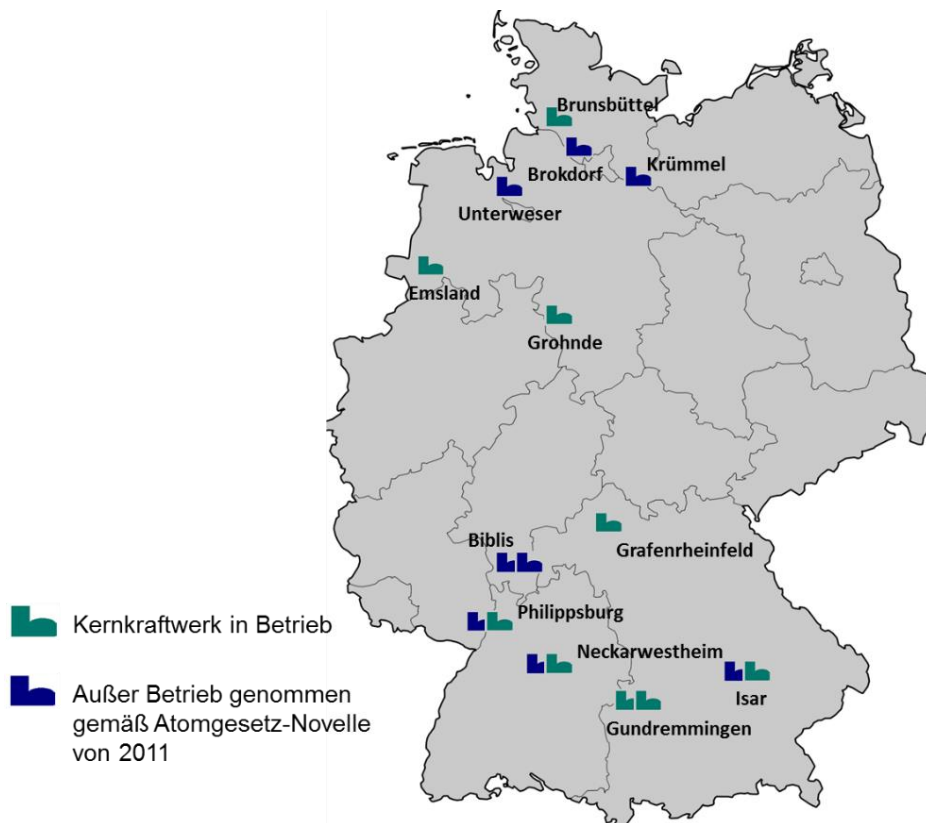 Brunsbüttel
Krümmel
Brokdorf
Unterweser
Emsland
Grohnde
Biblis
Grafenrheinfeld
Philippsburg
Neckarwestheim
Isar
Gundremmingen
Kernkraftwerk in Betrieb
Außer Betrieb genommen
gemäß Atomgesetz-Novelle
von 2011